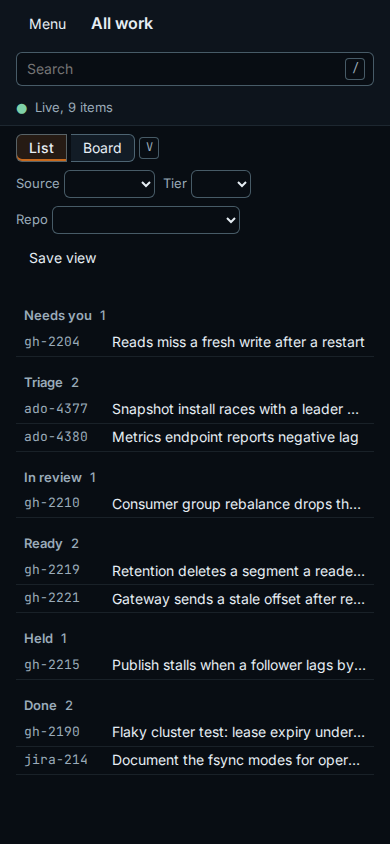 Menu All work
Search /
Live, 9 items
List Board V
Source Tier
Repo
Save view
Needs you 1
gh-2204 Reads miss a fresh write after a restart
Triage 2
ado-4377 Snapshot install races with a leader ...
ado-4380 Metrics endpoint reports negative lag
In review 1
gh-2210 Consumer group rebalance drops th...
Ready 2
gh-2219 Retention deletes a segment a reade...
gh-2221 Gateway sends a stale offset after re...
Held 1
gh-2215 Publish stalls when a follower lags by...
Done 2
gh-2190 Flaky cluster test: lease expiry under...
jira-214 Document the fsync modes for oper...